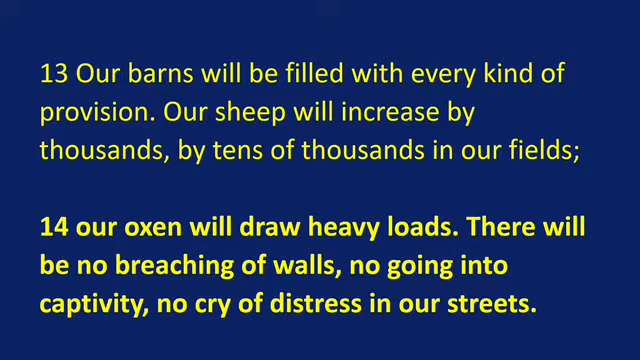 13 Our barns will be filled with every kind of
provision. Our sheep will increase by
thousands, by tens of thousands in our fields;
14 our oxen will draw heavy loads. There will
be no breaching of walls, no going into
captivity, no cry of distress in our streets.